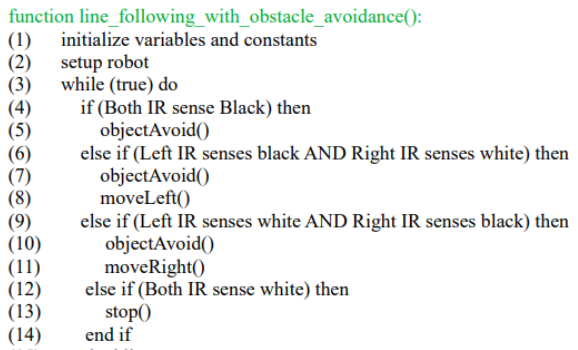 function line_following_with_obstacle_avoidance():
(1) initialize variables and constants
(2) setup robot
(3) while (true) do
(4) if (Both IR sense Black) then
(5) objectAvoid()
(6) else if (Left IR senses black AND Right IR senses white) then
(7) objectAvoid()
(8) moveLeft()
(9) else if (Left IR senses white AND Right IR senses black) then
(10) objectAvoid()
(11) moveRight()
(12) else if (Both IR sense white) then
(13) stop()
(14) end if